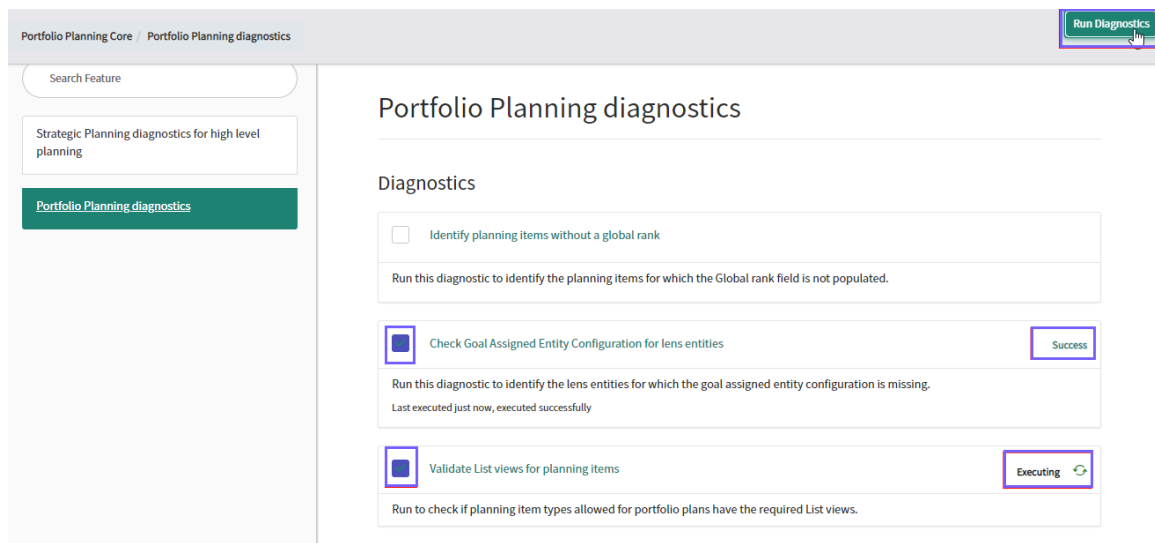 Portfolio Planning Core / Portfolio Planning diagnostics
Run Diagnostics
Search Feature
Strategic Planning diagnostics for high level
planning
Portfolio Planning diagnostics
Portfolio Planning diagnostics
Diagnostics
Identify planning items without a global rank
Run this diagnostic to identify the planning items for which the Global rank field is not populated.
Check Goal Assigned Entity Configuration for lens entities
Success
Run this diagnostic to identify the lens entities for which the goal assigned entity configuration is missing.
Last executed just now, executed successfully
Validate List views for planning items
Executing
Run to check if planning item types allowed for portfolio plans have the required List views.